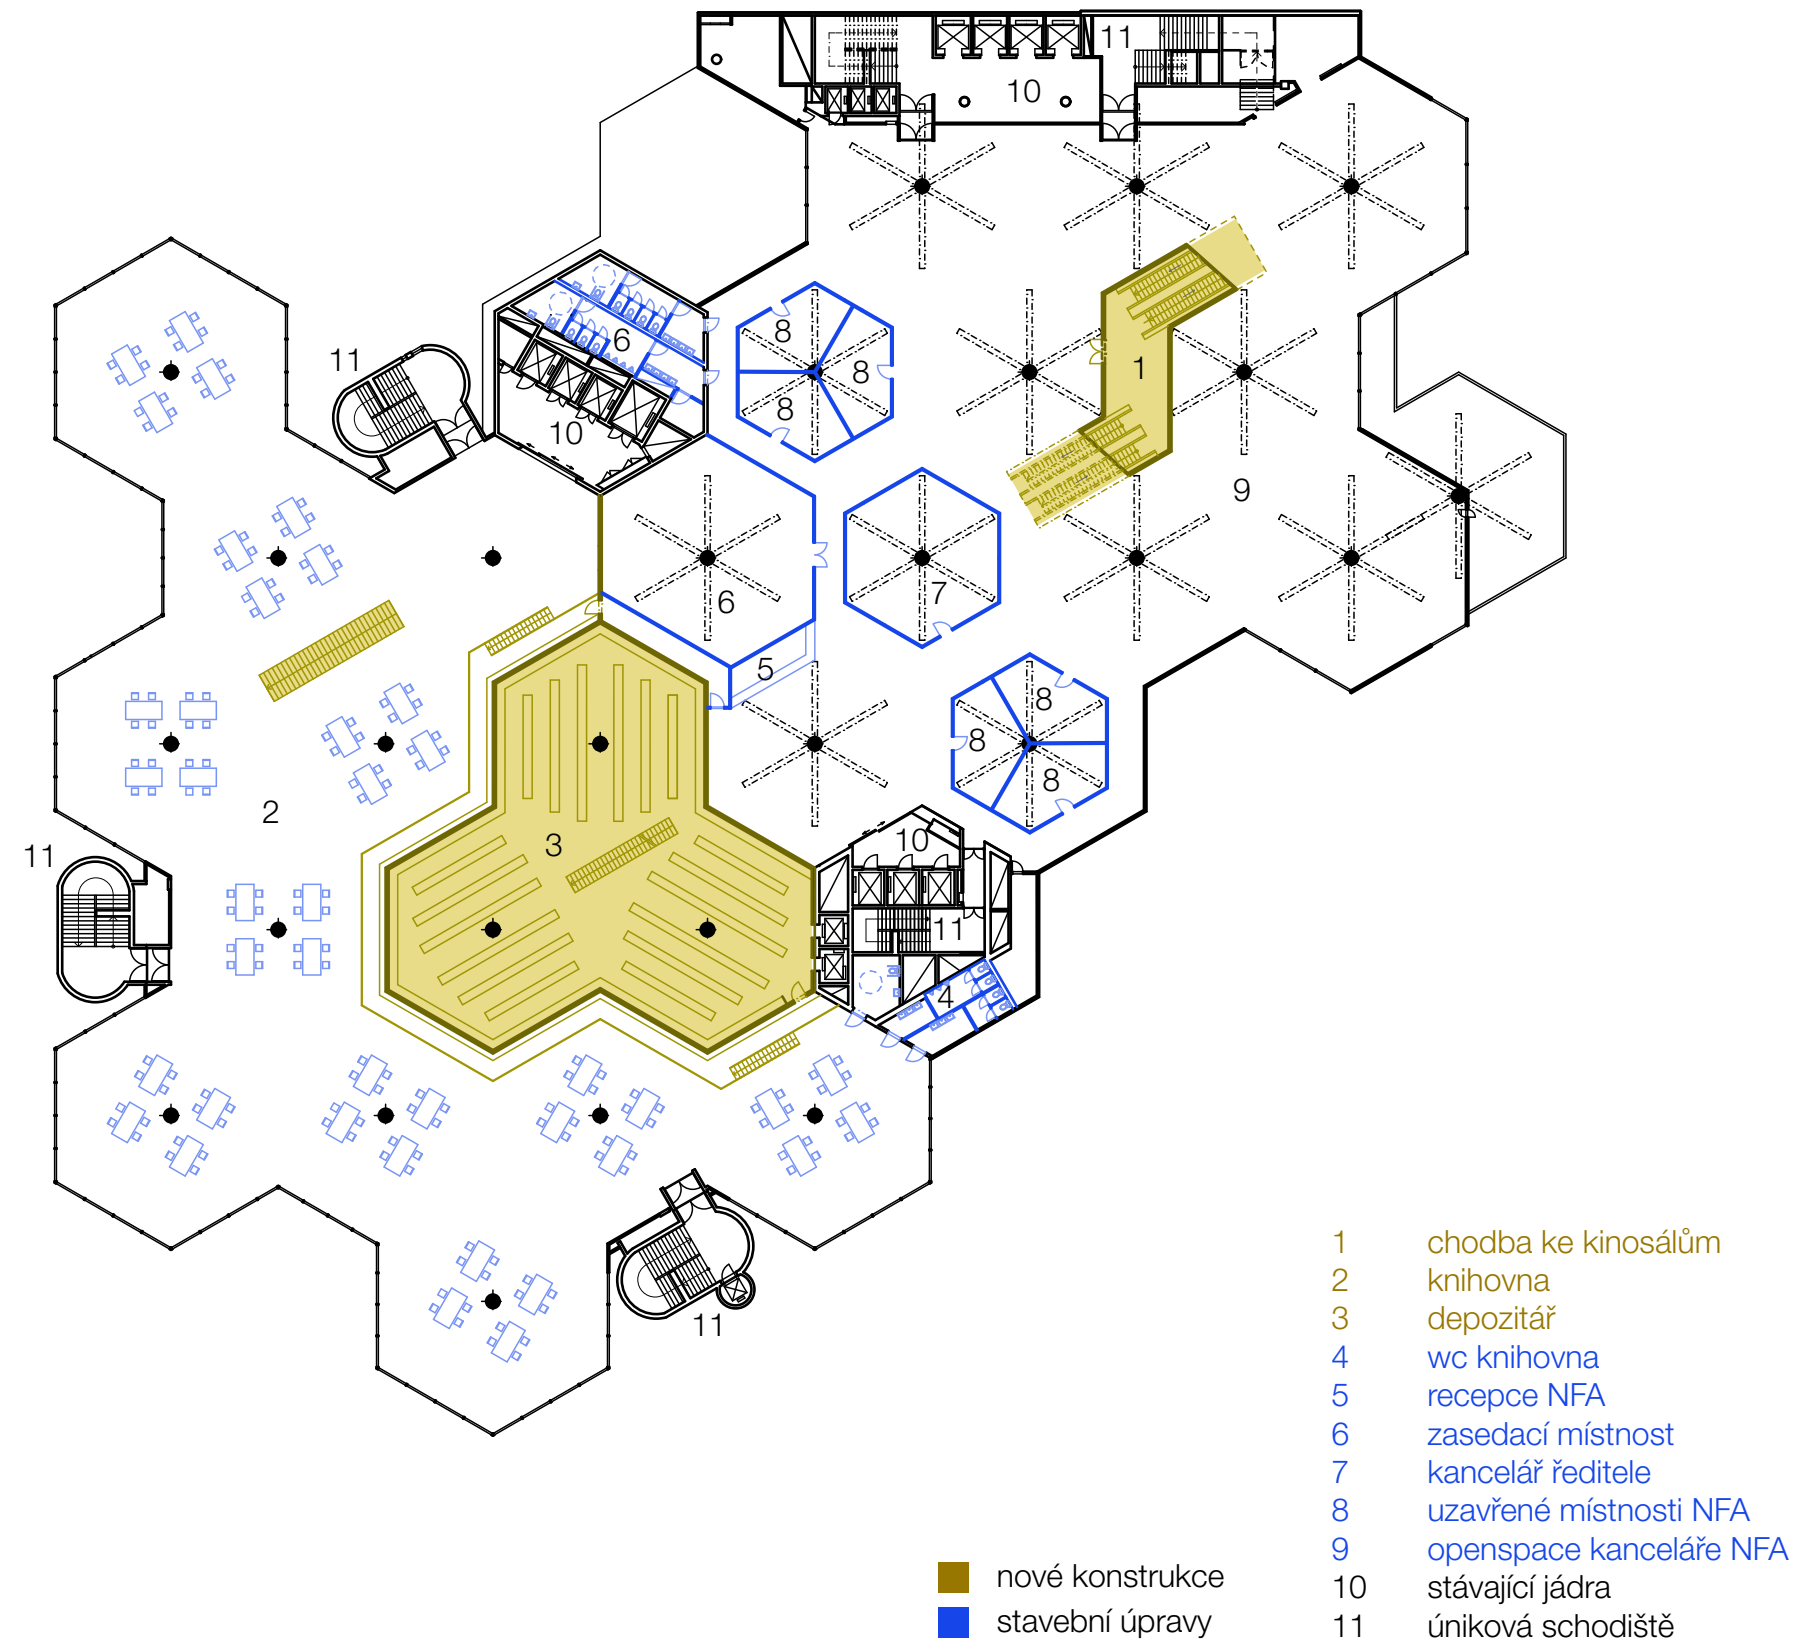 11
10
8
11
6
8
1
8
10
9
6
7
5
8
8
2
8
3
10
11
11
4
11
1 chodba ke kinosálům
2 knihovna
3 depozitář
4 wc knihovna
5 recepce NFA
6 zasedací místnost
7 kancelář ředitele
8 uzavřené místnosti NFA
9 openspace kanceláře NFA
10 stávající jádra
11 úniková schodiště
nové konstrukce
stavební úpravy